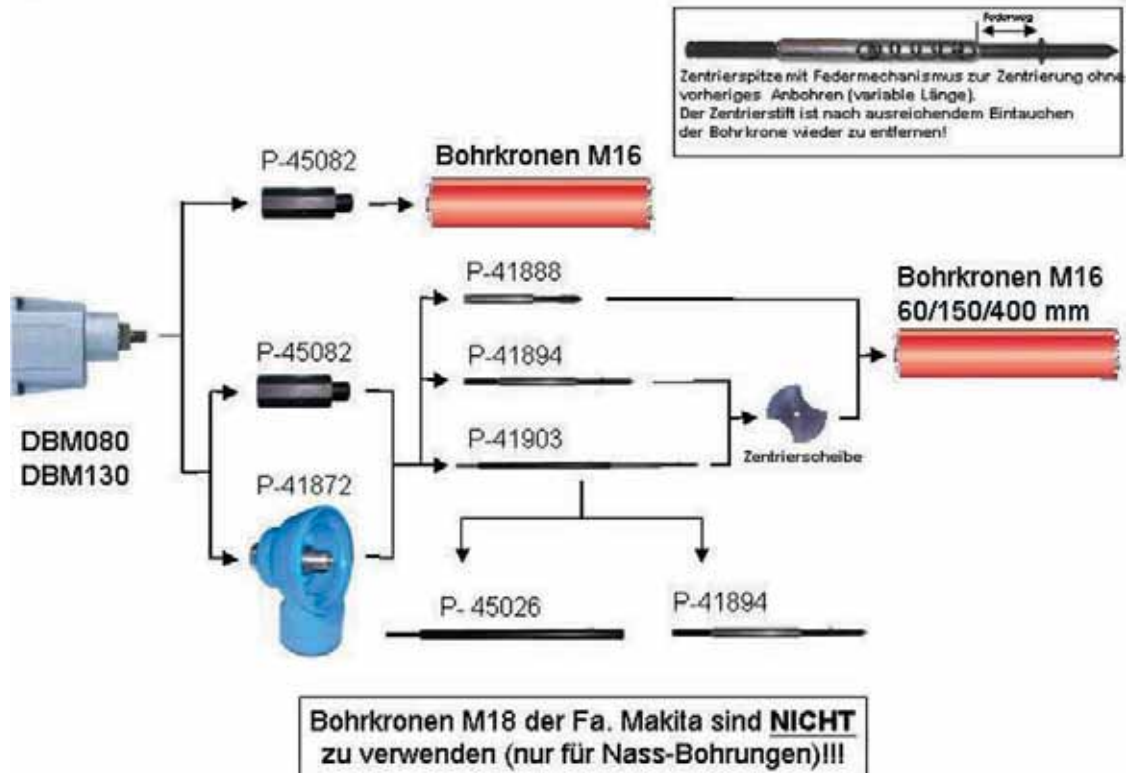 Federweg
Zentrierspitze mit Federmechanismus zur Zentrierung ohne
vorheriges Anbohren (variable Länge).
Der Zentrierstift ist nach ausreichendem Eintauchen
der Bohrkrone wieder zu entfernen!
P-45082
Bohrkronen M16
P-41888
Bohrkronen M16
60/150/400 mm
P-45082
P-41894
DBM080
DBM130
P-41903
Zentrierscheibe
P-41872
P- 45026
P-41894
Bohrkronen M18 der Fa. Makita sind NICHT
zu verwenden (nur für Nass-Bohrungen)!!!